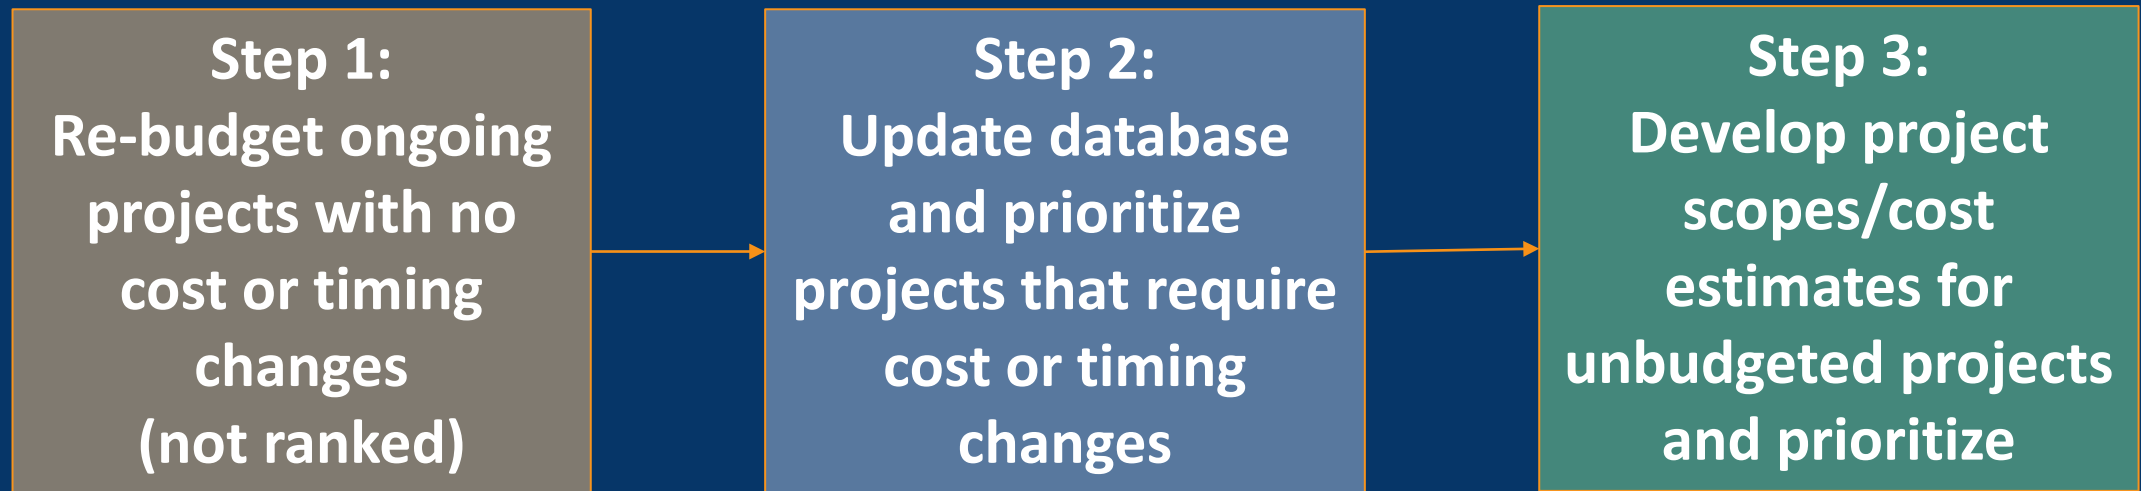 Step 1:
Re-budget ongoing
projects with no
cost or timing
changes
(not ranked)
Step 2:
Update database
and prioritize
projects that require
cost or timing
changes
Step 3:
Develop project
scopes/cost
estimates for
unbudgeted projects
and prioritize